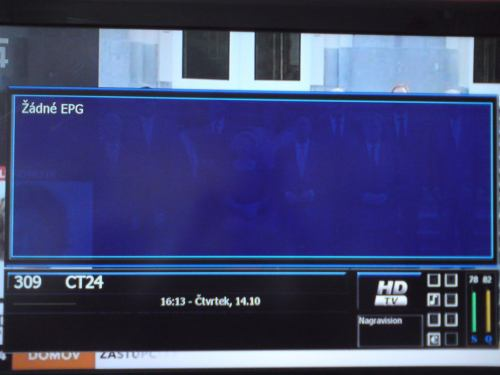 Žádné EPG
309 CT24
16:13 - Čtvrtek, 14.10
HD
TV
78 82
Nagravision
S Q
DOMOV